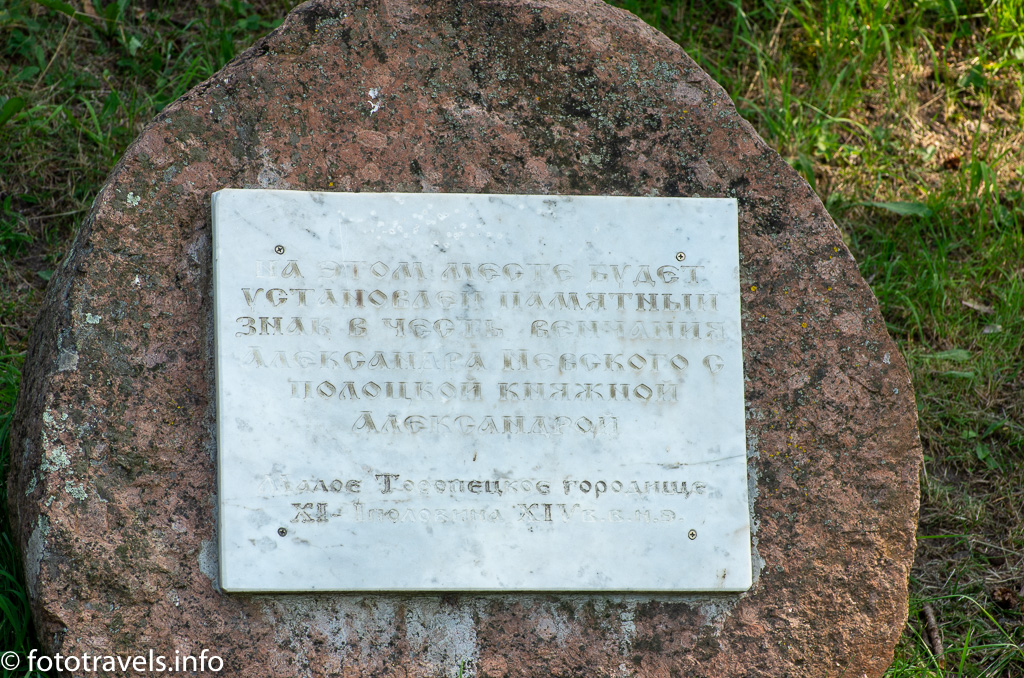 На этом месте будет
установлен памятный
знак в честь венчания
Александра Невского с
полоцкой княжной
Александрой
Малое Торопецкое городище
XI - I половина XIV в.в. н.э.
© fototravels.info